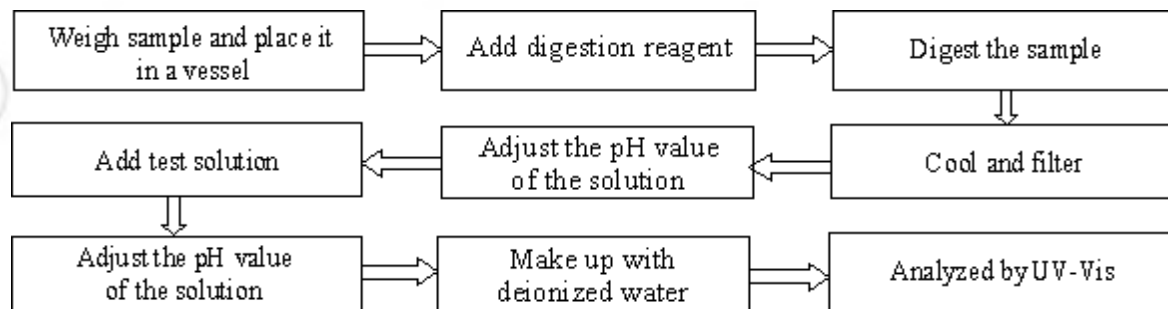 Weigh sample and place it
in a vessel
Add digestion reagent
Digest the sample
Cool and filter
Adjust the pH value
of the solution
Add test solution
Adjust the pH value
of the solution
Make up with
deionized water
Analyzed by UV-Vis